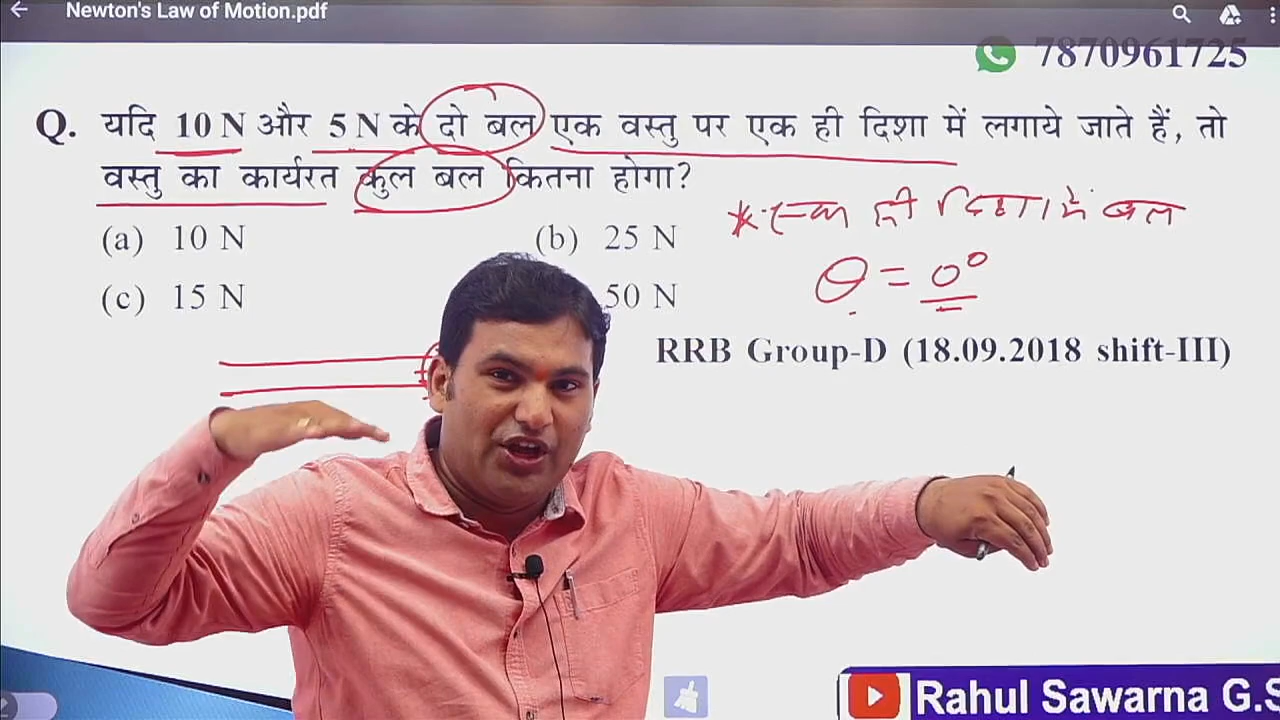 Newton's Law of Motion.pdf
7870961725
Q. यदि 10 N और 5 N के दो बल एक वस्तु पर एक ही दिशा में लगाये जाते हैं, तो
वस्तु का कार्यरत कुल बल कितना होगा?
(a) 10 N (b) 25 N
(c) 15 N 50 N
* एक ही दिशा में बल
θ = 0°
RRB Group-D (18.09.2018 shift-III)
Rahul Sawarna G.S